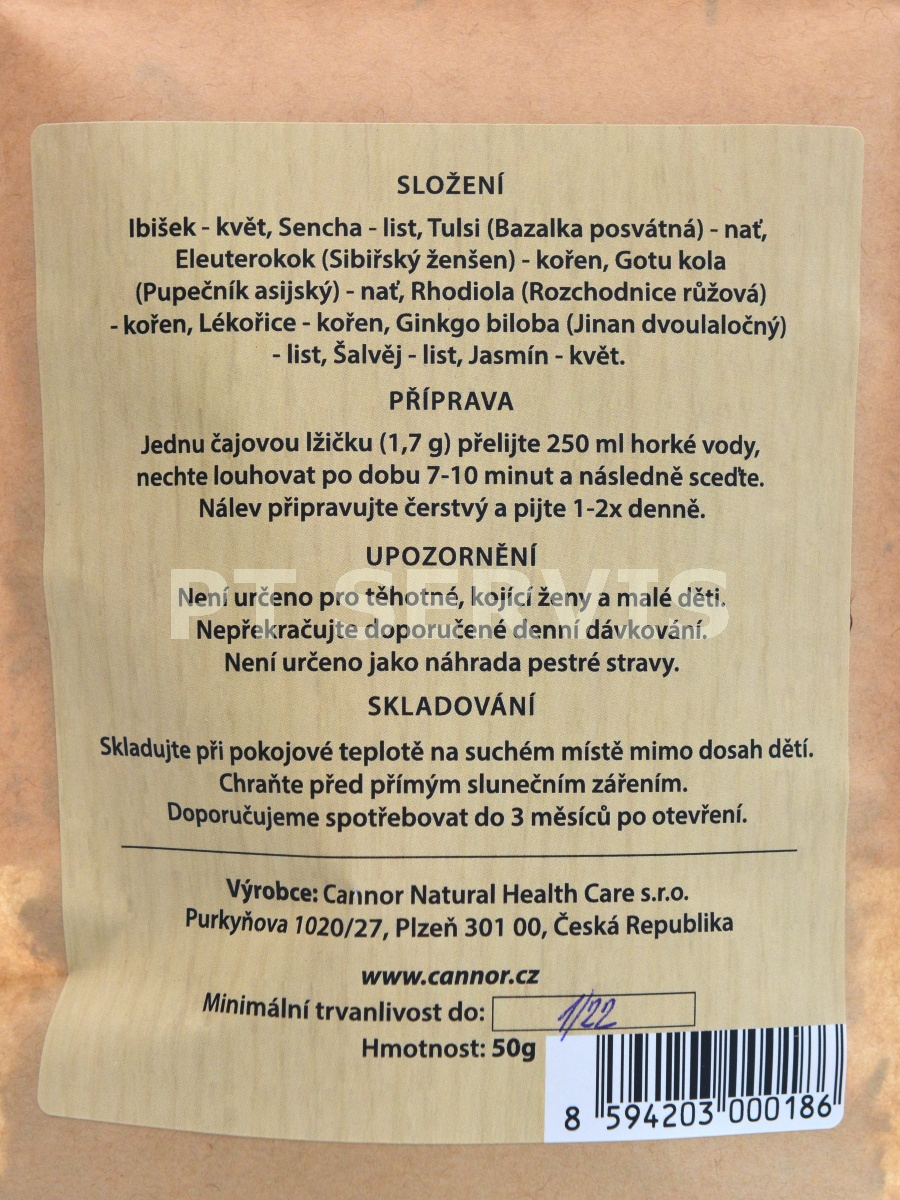 SLOŽENÍ
Ibišek - květ, Sencha - list, Tulsi (Bazalka posvátná) - nať,
Eleuterokok (Sibiřský ženšen) - kořen, Gotu kola
(Pupečník asijský) - nať, Rhodiola (Rozchodnice růžová)
- kořen, Lékořice - kořen, Ginkgo biloba (Jinan dvoulaločný)
- list, Šalvěj - list, Jasmín - květ.
PŘÍPRAVA
Jednu čajovou lžičku (1,7 g) přelijte 250 ml horké vody,
nechte louhovat po dobu 7-10 minut a následně sceďte.
Nálev připravujte čerstvý a pijte 1-2x denně.
UPOZORNĚNÍ
PT SERVIS
Není určeno pro těhotné, kojící ženy a malé děti.
Nepřekračujte doporučené denní dávkování.
Není určeno jako náhrada pestré stravy.
SKLADOVÁNÍ
Skladujte při pokojové teplotě na suchém místě mimo dosah dětí.
Chraňte před přímým slunečním zářením.
Doporučujeme spotřebovat do 3 měsíců po otevření.
Výrobce: Cannor Natural Health Care s.r.o.
Purkyňova 1020/27, Plzeň 301 00, Česká Republika
www.cannor.cz
Minimální trvanlivost do: 1/22
Hmotnost: 50g
8 594203 000186